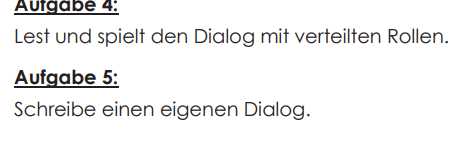 Aufgabe 4:
Lest und spielt den Dialog mit verteilten Rollen.
Aufgabe 5:
Schreibe einen eigenen Dialog.